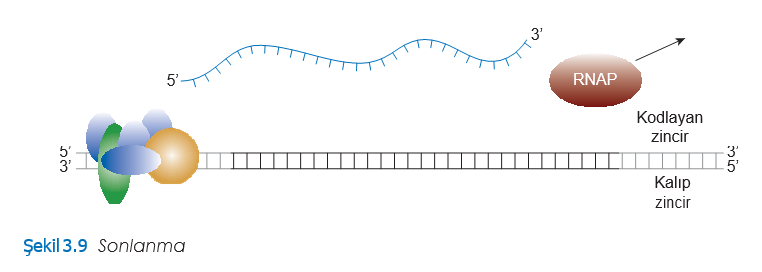 3’
5’
RNAP
Kodlayan
zincir
5’
3’
3’
5’
Kalıp
zincir
Şekil 3.9 Sonlanma